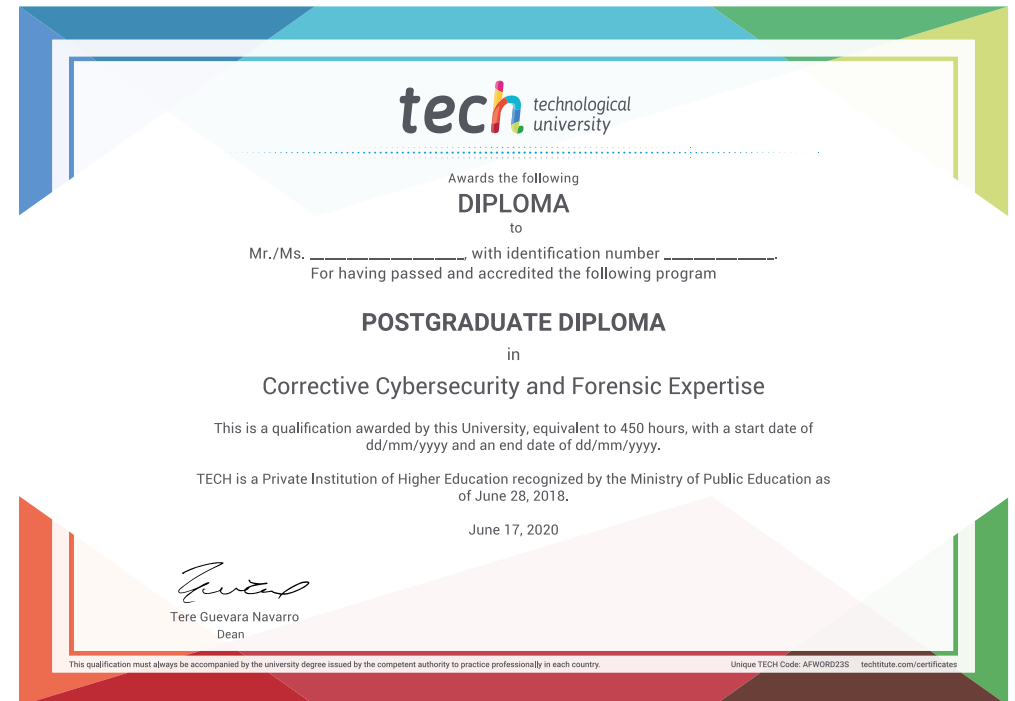 tech technological
university
Awards the following
DIPLOMA
to
Mr./Ms. ____________________, with identification number ______________.
For having passed and accredited the following program
POSTGRADUATE DIPLOMA
in
Corrective Cybersecurity and Forensic Expertise
This is a qualification awarded by this University, equivalent to 450 hours, with a start date of
dd/mm/yyyy and an end date of dd/mm/yyyy.
TECH is a Private Institution of Higher Education recognized by the Ministry of Public Education as
of June 28, 2018.
June 17, 2020
Tere Guevara Navarro
Dean
This qualification must always be accompanied by the university degree issued by the competent authority to practice professionally in each country.
Unique TECH Code: AFWORD23S techtitute.com/certificates